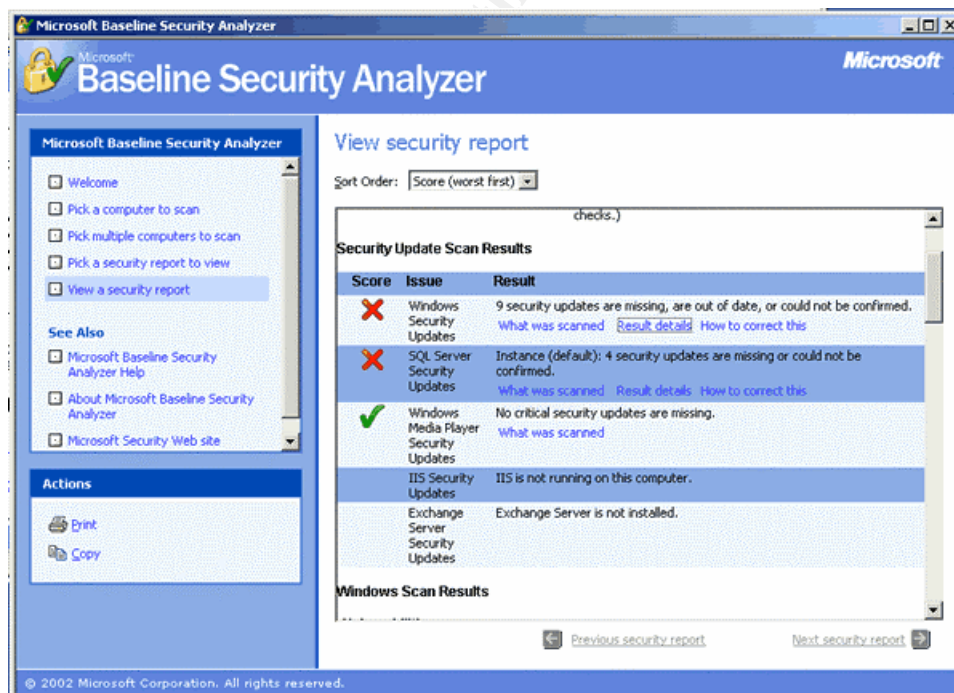 Microsoft Baseline Security Analyzer
Microsoft
Baseline Security Analyzer
Microsoft
Microsoft Baseline Security Analyzer
Welcome
Pick a computer to scan
Pick multiple computers to scan
Pick a security report to view
View a security report
See Also
Microsoft Baseline Security
Analyzer Help
About Microsoft Baseline Security
Analyzer
Microsoft Security Web site
Actions
Print
Copy
View security report
Sort Order: Score (worst first)
checks.)
Security Update Scan Results
Score Issue Result
Windows
Security
Updates
9 security updates are missing, are out of date, or could not be confirmed.
What was scanned Result details How to correct this
SQL Server
Security
Updates
Instance (default): 4 security updates are missing or could not be
confirmed.
What was scanned Result details How to correct this
Windows
Media Player
Security
Updates
No critical security updates are missing.
What was scanned
IIS Security
Updates
IIS is not running on this computer.
Exchange
Server
Security
Updates
Exchange Server is not installed.
Windows Scan Results
Previous security report
Next security report
© 2002 Microsoft Corporation. All rights reserved.